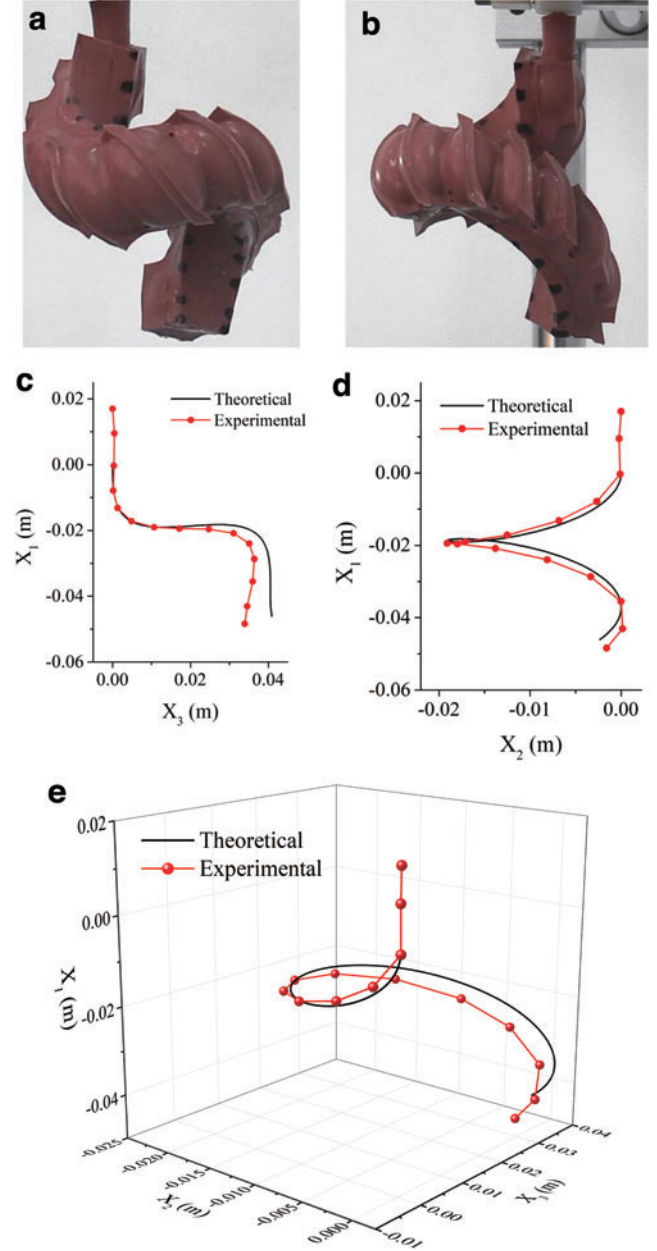 a
b
c
Theoretical
Experimental
0.02
0.00
-0.02
-0.04
-0.06
X₁ (m)
0.00
0.02
0.04
X₃ (m)
d
Theoretical
Experimental
0.02
0.00
-0.02
-0.04
-0.06
X₁ (m)
-0.02
-0.01
0.00
X₂ (m)
e
Theoretical
Experimental
0.02
0.00
-0.02
-0.04
X₁ (m)
-0.025
-0.020
-0.015
-0.010
-0.005
0.000
X₂ (m)
-0.01
0.00
0.01
0.02
0.03
0.04
X₃ (m)